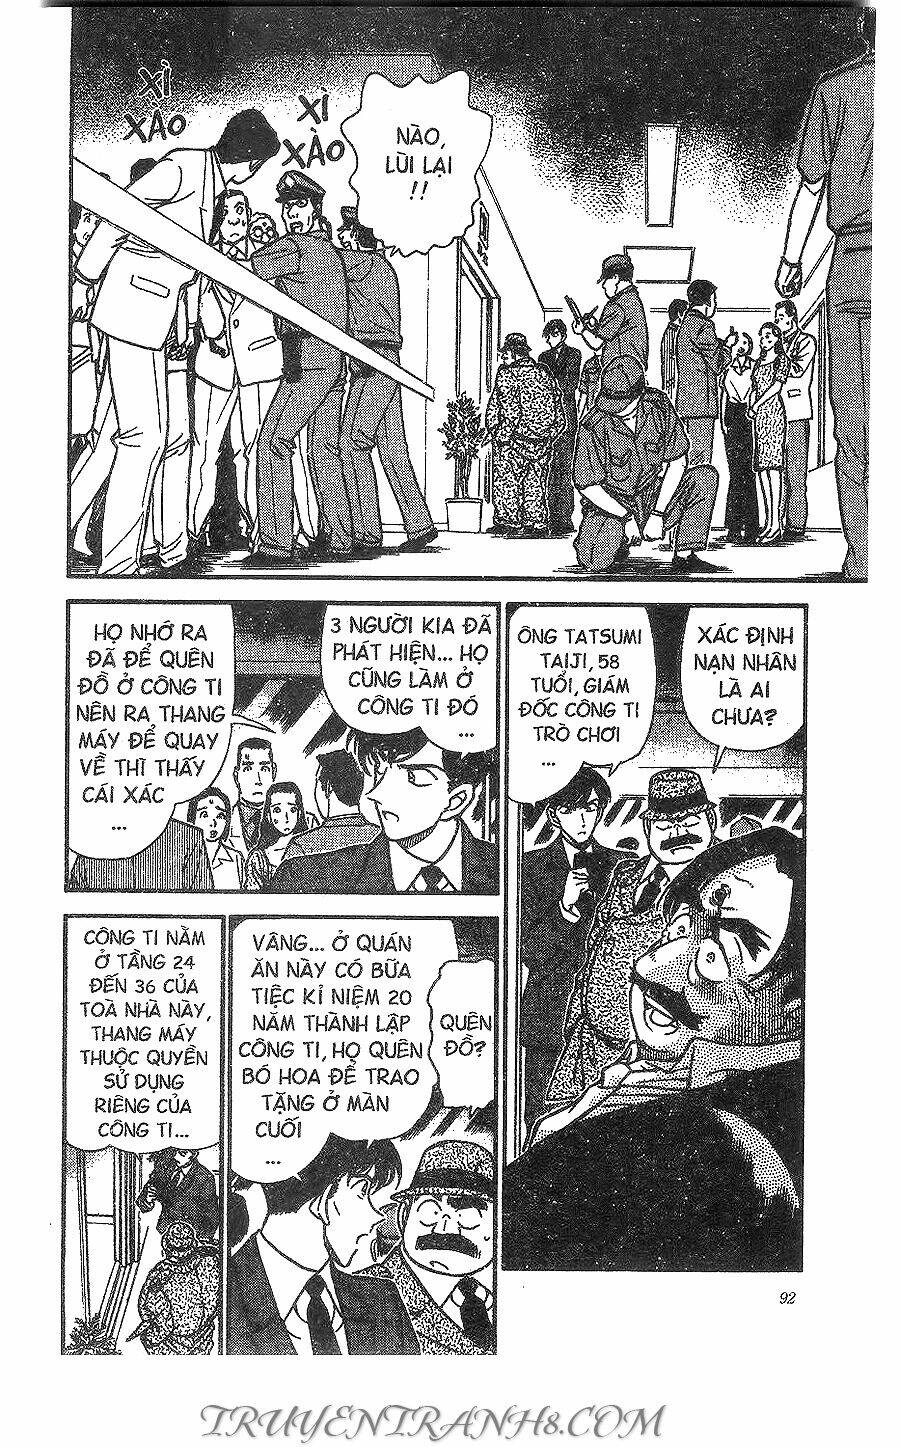 XÌ
XÀO
XÌ
XÀO
NÀO,
LÙI LẠI
!!
XÁC ĐỊNH
NẠN NHÂN
LÀ AI
CHƯA?
ÔNG TATSUMI
TAIJI, 58
TUỔI, GIÁM
ĐỐC CÔNG TI
TRÒ CHƠI
...
3 NGƯỜI KIA ĐÃ
PHÁT HIỆN... HỌ
CŨNG LÀM Ở
CÔNG TI ĐÓ
...
HỌ NHỚ RA
ĐÃ ĐỂ QUÊN
ĐỒ Ở CÔNG TI
NÊN RA THANG
MÁY ĐỂ QUAY
VỀ THÌ THẤY
CÁI XÁC
...
QUÊN
ĐỒ?
VÂNG... Ở QUÁN
ĂN NÀY CÓ BỮA
TIỆC KỈ NIỆM 20
NĂM THÀNH LẬP
CÔNG TI, HỌ QUÊN
BÓ HOA ĐỂ TRAO
TẶNG Ở MÀN
CUỐI
...
CÔNG TI NẰM
Ở TẦNG 24
ĐẾN 36 CỦA
TOÀ NHÀ NÀY,
THANG MÁY
THUỘC QUYỀN
SỬ DỤNG
RIÊNG CỦA
CÔNG TI...
92
TRUYENTRANH8.COM